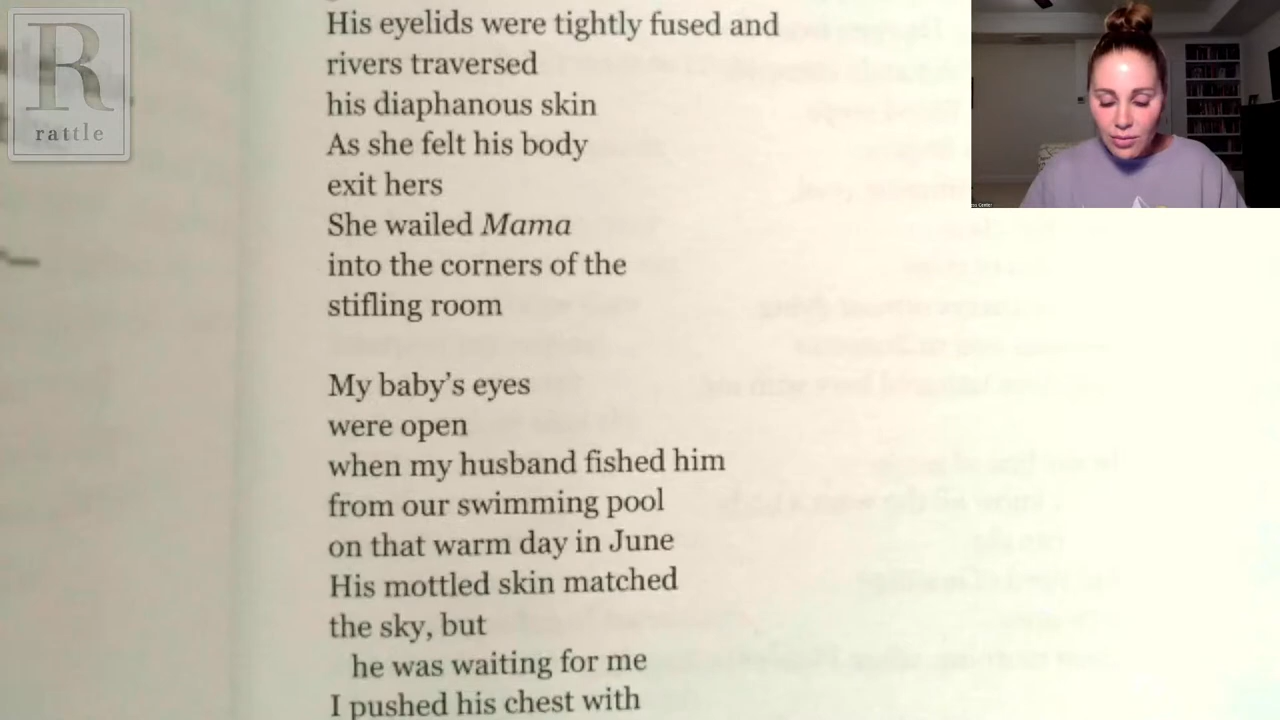 R
rattle
His eyelids were tightly fused and
rivers traversed
his diaphanous skin
As she felt his body
exit hers
She wailed Mama
into the corners of the
stifling room
My baby's eyes
were open
when my husband fished him
from our swimming pool
on that warm day in June
His mottled skin matched
the sky, but
he was waiting for me
I pushed his chest with